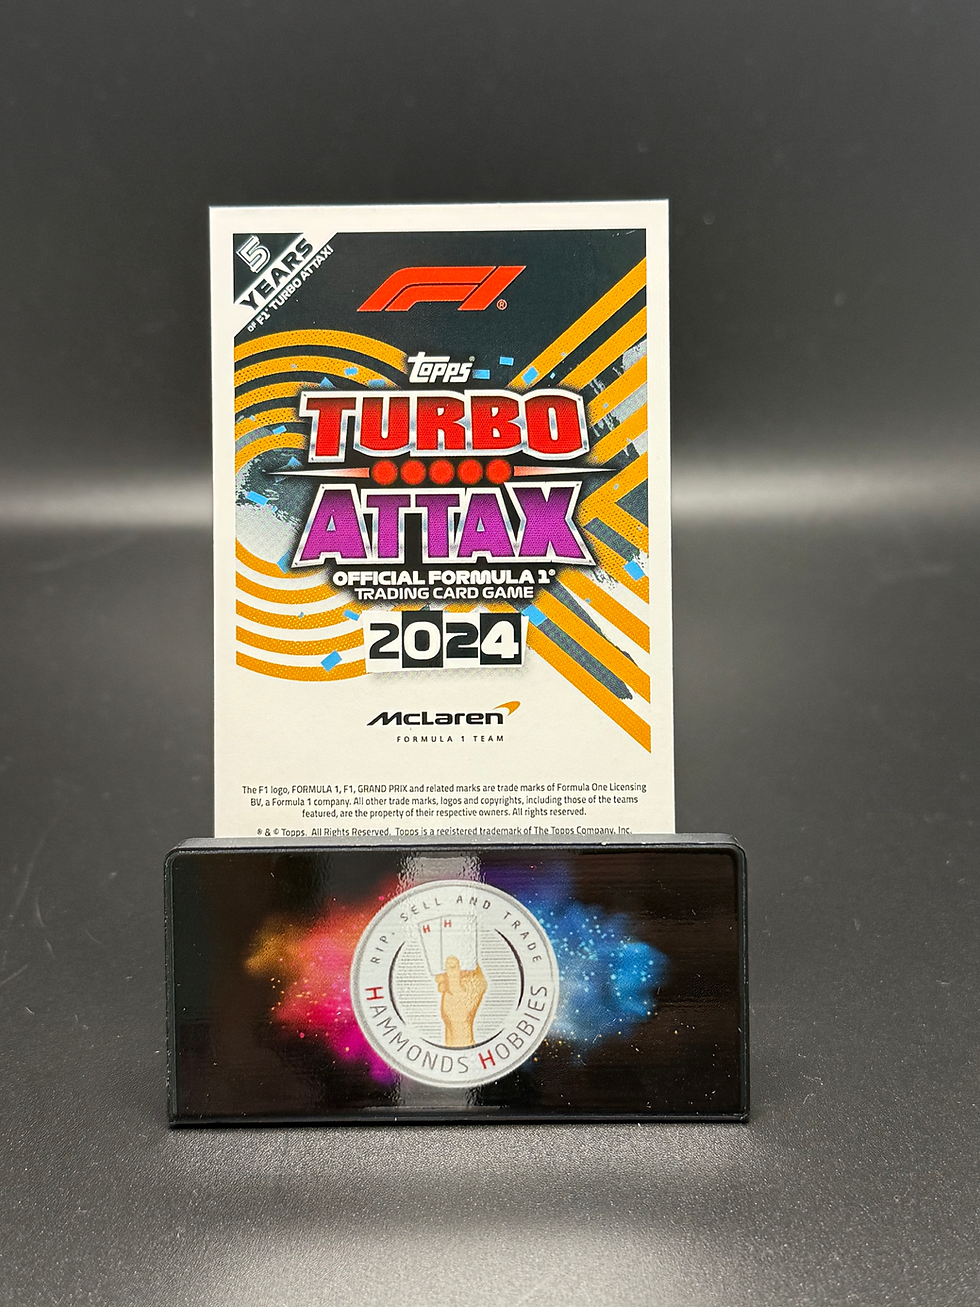 5
YEARS
OF F1® TURBO ATTAX!
F1®
Topps®
TURBO
ATTAX
OFFICIAL FORMULA 1®
TRADING CARD GAME
2024
McLaren
FORMULA 1 TEAM
The F1 logo, FORMULA 1, F1, GRAND PRIX and related marks are trade marks of Formula One Licensing
BV, a Formula 1 company. All other trade marks, logos and copyrights, including those of the teams
featured, are the property of their respective owners. All rights reserved.
® & © Topps. All Rights Reserved. Topps is a registered trademark of The Topps Company, Inc.
RIP, SELL AND TRADE
H H
HAMMONDS HOBBIES